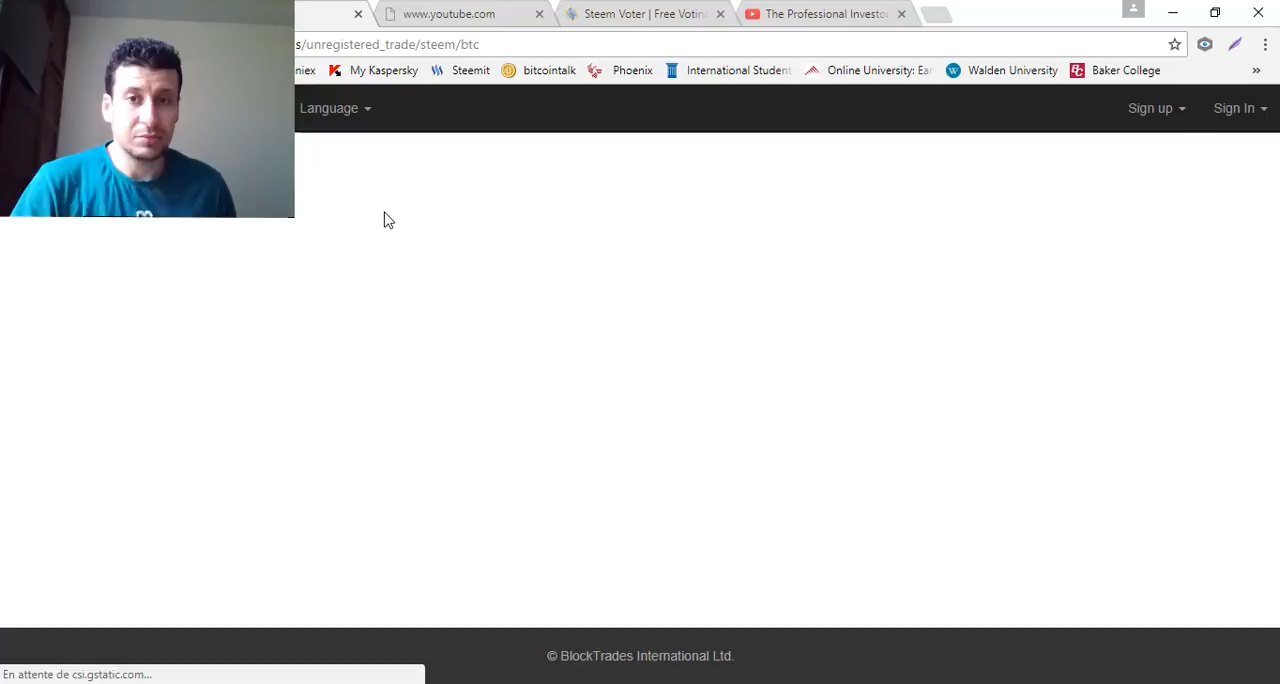 www.youtube.com
Steem Voter | Free Votin
The Professional Investo
s/unregistered_trade/steem/btc
niex
My Kaspersky
Steemit
bitcointalk
Phoenix
International Student
Online University: Ear
Walden University
Baker College
Language
Sign up
Sign In
© BlockTrades International Ltd.
En attente de csi.gstatic.com...